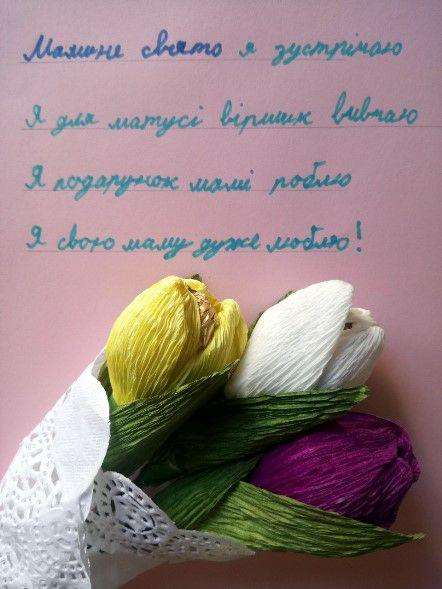 Мамине свято я зустрічаю
Я для матусі віршик вивчаю
Я подарунок мамі роблю
Я свою маму дуже люблю!